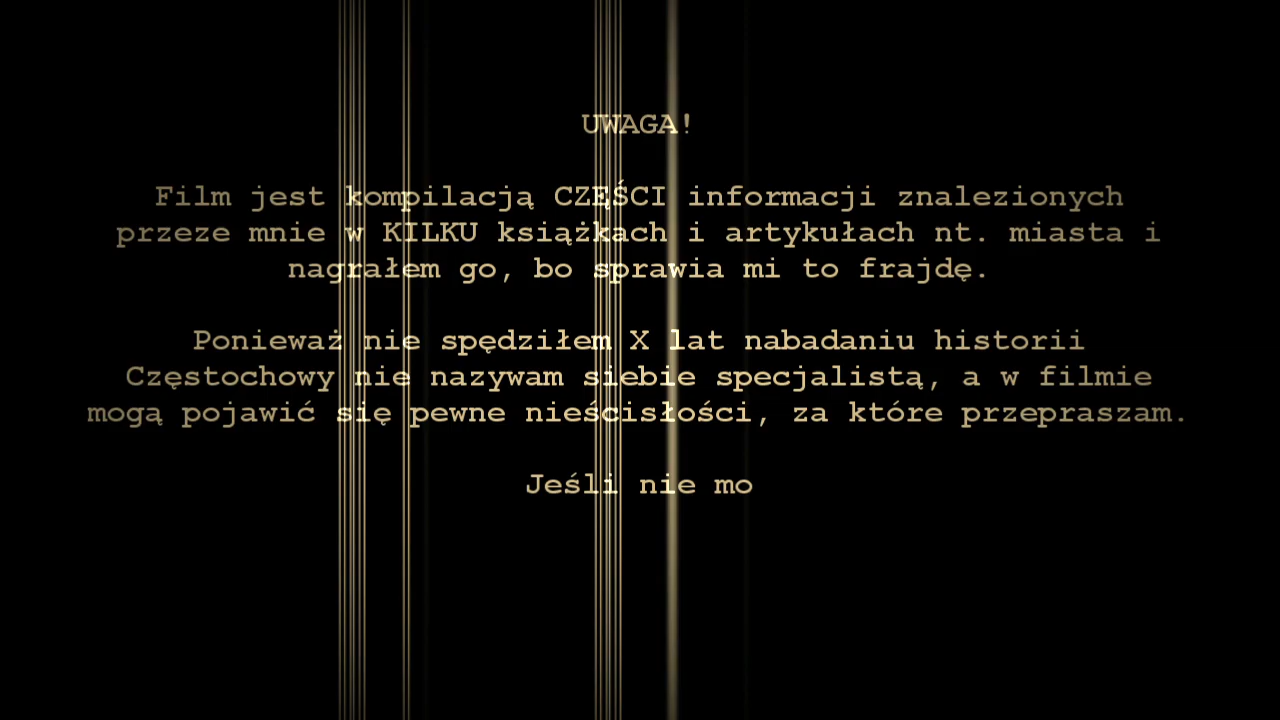 UWAGA!
Film jest kompilacją CZĘŚCI informacji znalezionych
przeze mnie w KILKU książkach i artykułach nt. miasta i
nagrałem go, bo sprawia mi to frajdę.
Ponieważ nie spędziłem X lat nabadaniu historii
Częstochowy nie nazywam siebie specjalistą, a w filmie
mogą pojawić się pewne nieścisłości, za które przepraszam.
Jeśli nie mo